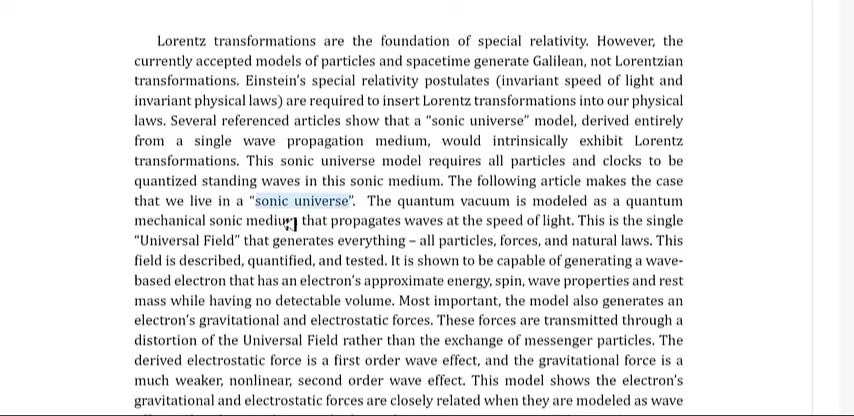 Lorentz transformations are the foundation of special relativity. However, the
currently accepted models of particles and spacetime generate Galilean, not Lorentzian
transformations. Einstein's special relativity postulates (invariant speed of light and
invariant physical laws) are required to insert Lorentz transformations into our physical
laws. Several referenced articles show that a "sonic universe" model, derived entirely
from a single wave propagation medium, would intrinsically exhibit Lorentz
transformations. This sonic universe model requires all particles and clocks to be
quantized standing waves in this sonic medium. The following article makes the case
that we live in a "sonic universe". The quantum vacuum is modeled as a quantum
mechanical sonic medium that propagates waves at the speed of light. This is the single
"Universal Field" that generates everything – all particles, forces, and natural laws. This
field is described, quantified, and tested. It is shown to be capable of generating a wave-
based electron that has an electron's approximate energy, spin, wave properties and rest
mass while having no detectable volume. Most important, the model also generates an
electron's gravitational and electrostatic forces. These forces are transmitted through a
distortion of the Universal Field rather than the exchange of messenger particles. The
derived electrostatic force is a first order wave effect, and the gravitational force is a
much weaker, nonlinear, second order wave effect. This model shows the electron's
gravitational and electrostatic forces are closely related when they are modeled as wave